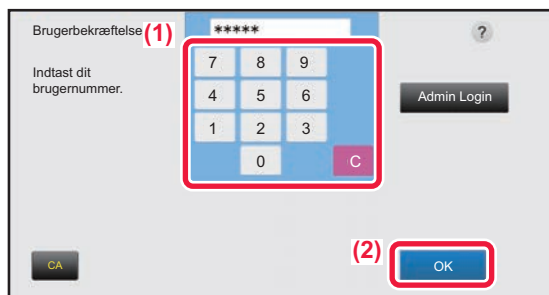 Brugerbekræftelse
(1)
*****
?
Indtast dit
brugernummer.
7 8 9
4 5 6
1 2 3
0 C
Admin Login
(2)
CA
OK